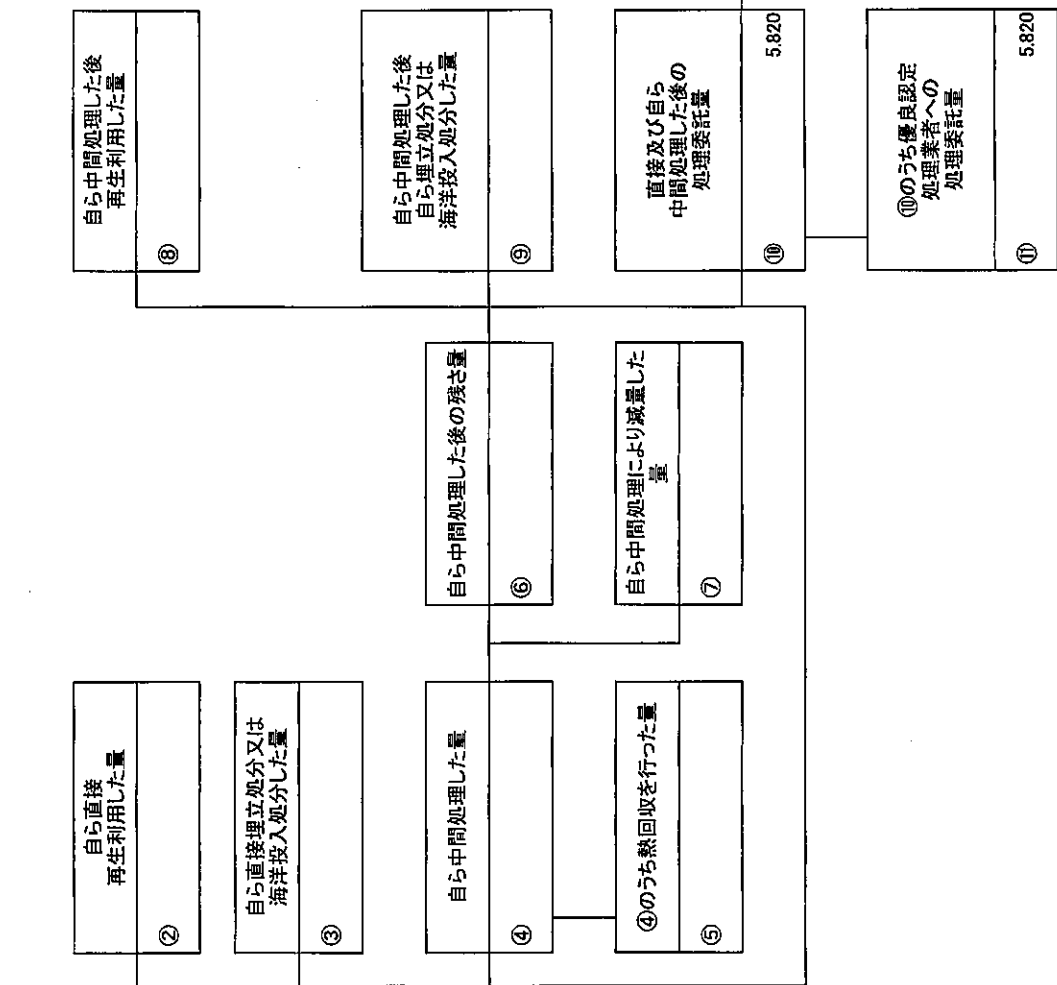 自ら直接
再生利用した量
②
自ら直接埋立処分又は
海洋投入処分した量
③
自ら中間処理した量
④
④のうち熱回収を行った量
⑤
自ら中間処理した後の残さ量
⑥
自ら中間処理により減量した
量
⑦
自ら中間処理した後
再生利用した量
⑧
自ら中間処理した後
自ら埋立処分又は
海洋投入処分した量
⑨
直接及び自ら
中間処理した後の
処理委託量
⑩ 5.820
⑩のうち優良認定
処理業者への
処理委託量
⑪ 5.820